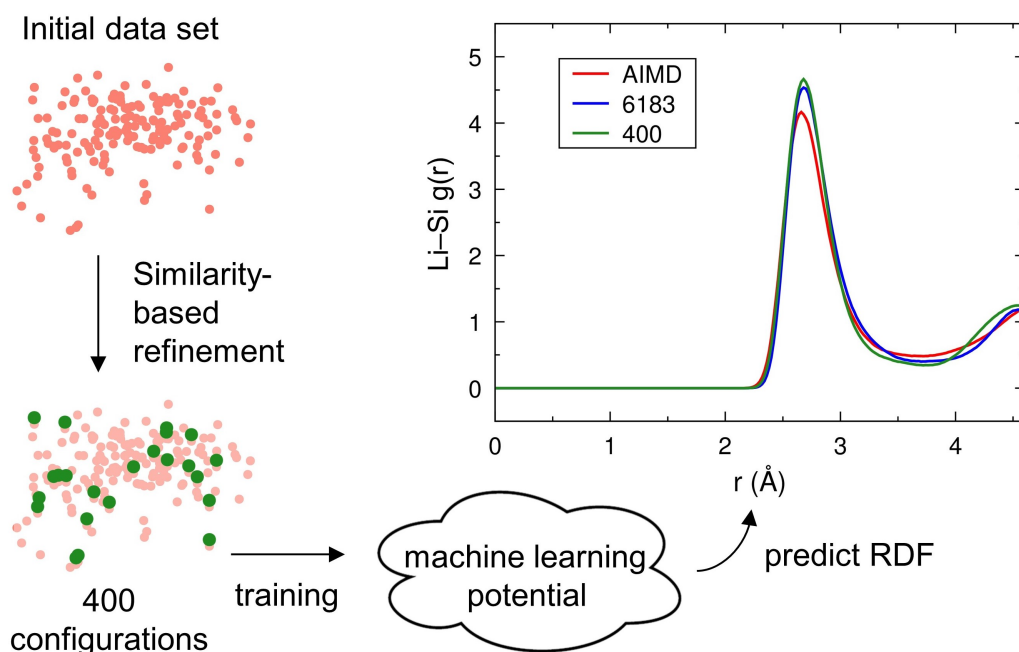 Initial data set
Similarity-
based
refinement
400
configurations
training
machine learning
potential
predict RDF
Li–Si g(r)
5
4
3
2
1
0
AIMD
6183
400
0
1
2
3
4
r (Å)